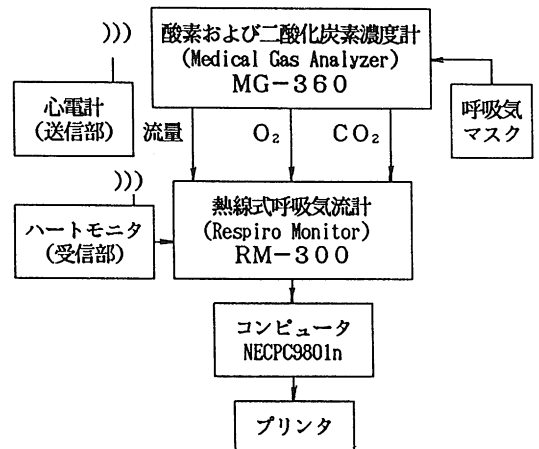 )))
酸素および二酸化炭素濃度計
(Medical Gas Analyzer)
MG-360
心電計
(送信部)
呼吸気
マスク
流量 O₂ CO₂
)))
ハートモニタ
(受信部)
熱線式呼吸気流計
(Respiro Monitor)
RM-300
コンピュータ
NECPC9801n
プリンタ